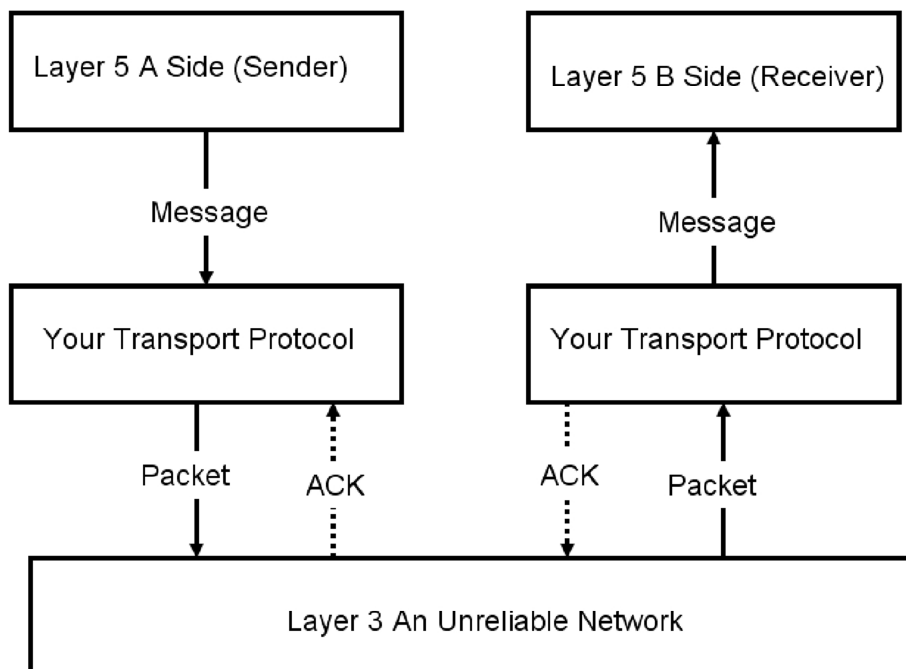 Layer 5 A Side (Sender)
Layer 5 B Side (Receiver)
Message
Message
Your Transport Protocol
Your Transport Protocol
Packet
ACK
ACK
Packet
Layer 3 An Unreliable Network